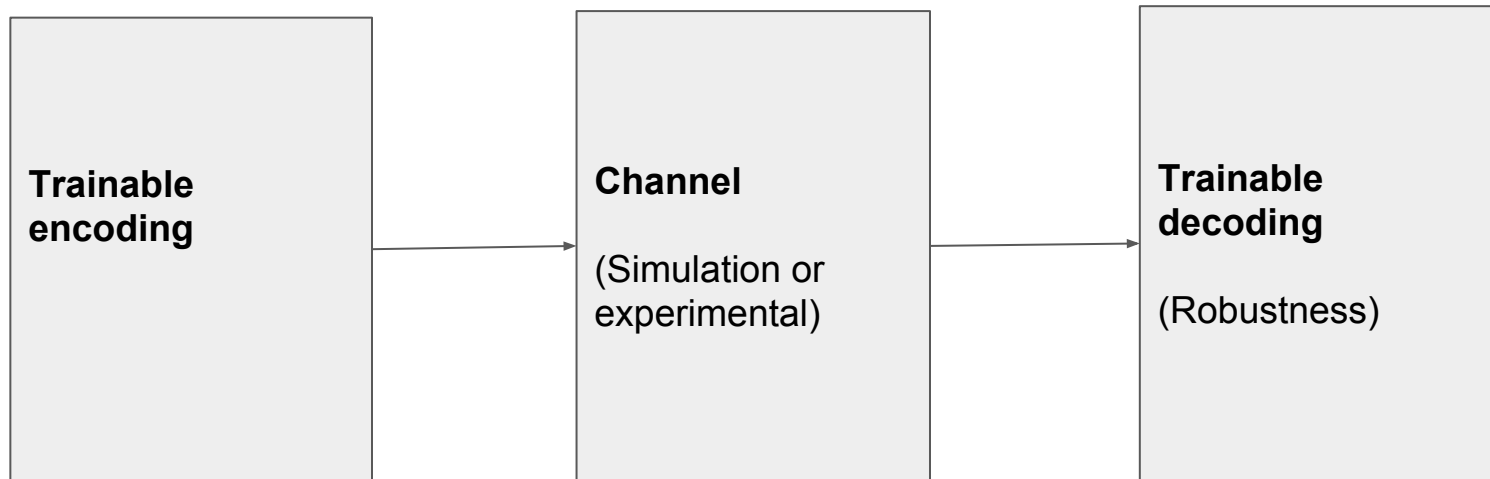 Trainable
encoding
Channel
(Simulation or
experimental)
Trainable
decoding
(Robustness)